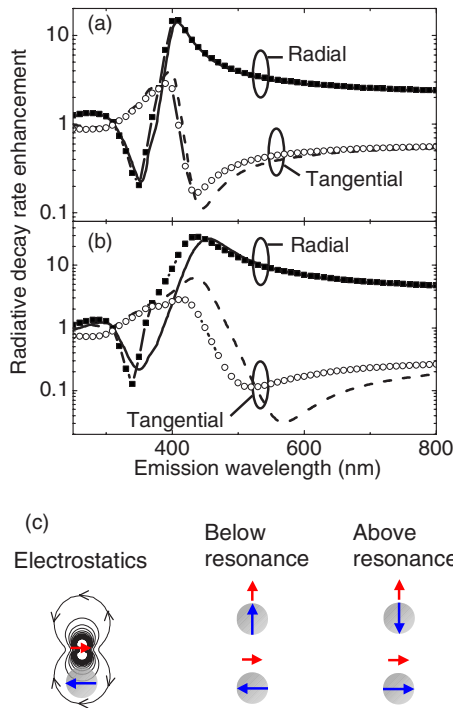 (a)
Radial
Tangential
10
1
0.1
(b)
Radial
Tangential
10
1
0.1
400
600
800
Radiative decay rate enhancement
Emission wavelength (nm)
(c)
Electrostatics
Below
resonance
Above
resonance